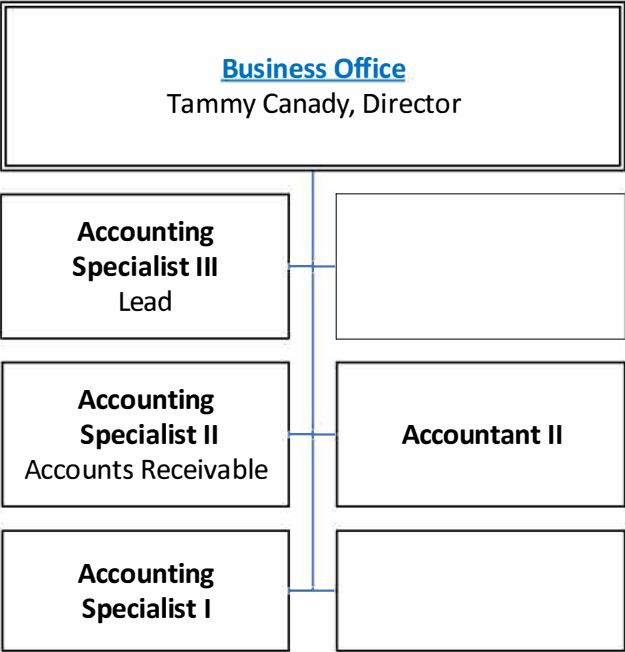 Business Office
Tammy Canady, Director
Accounting
Specialist III
Lead
Accounting
Specialist II
Accounts Receivable
Accountant II
Accounting
Specialist I